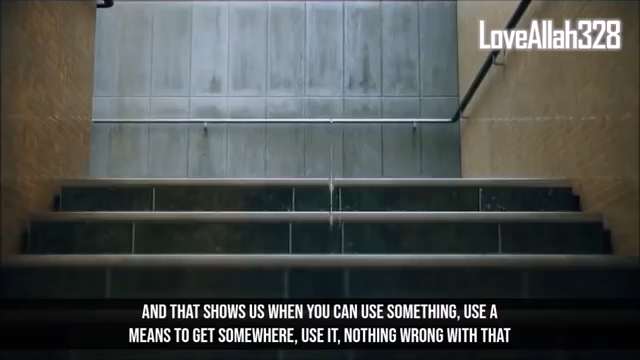 LoveAllah328
AND THAT SHOWS US WHEN YOU CAN USE SOMETHING, USE A
MEANS TO GET SOMEWHERE, USE IT, NOTHING WRONG WITH THAT